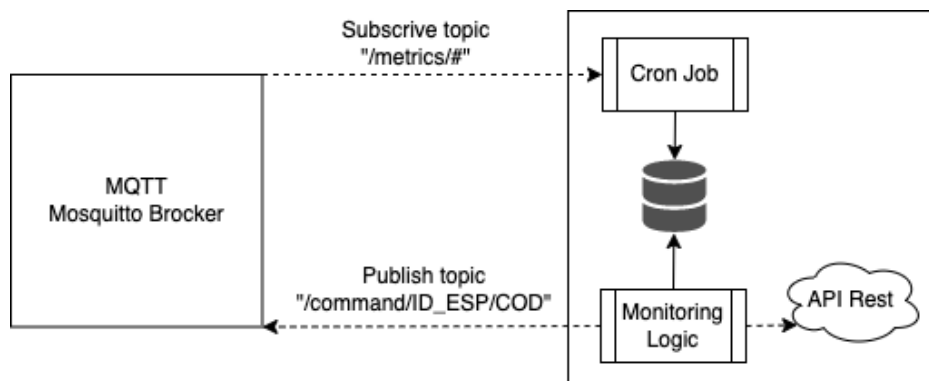 Subscrive topic
"/metrics/#"
Cron Job
MQTT
Mosquitto Brocker
Publish topic
"/command/ID_ESP/COD"
Monitoring
Logic
API Rest